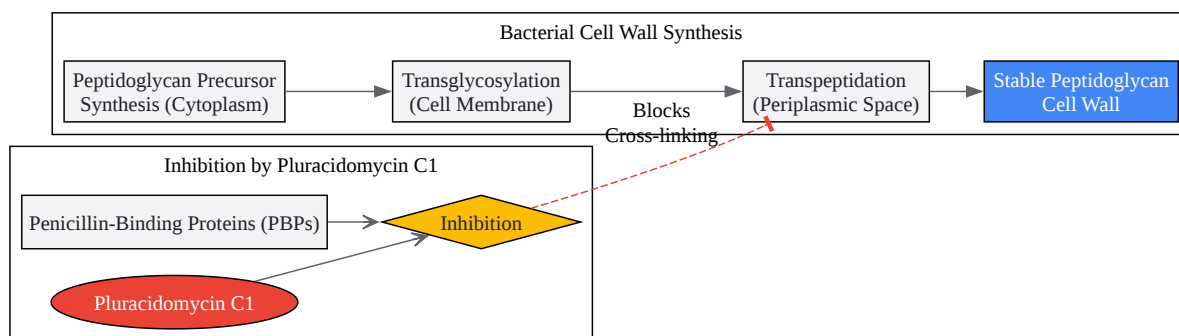 Bacterial Cell Wall Synthesis
Peptidoglycan Precursor
Synthesis (Cytoplasm)
Transglycosylation
(Cell Membrane)
Transpeptidation
(Periplasmic Space)
Stable Peptidoglycan
Cell Wall
Blocks
Cross-linking
Inhibition by Pluracidomycin C1
Penicillin-Binding Proteins (PBPs)
Inhibition
Pluracidomycin C1